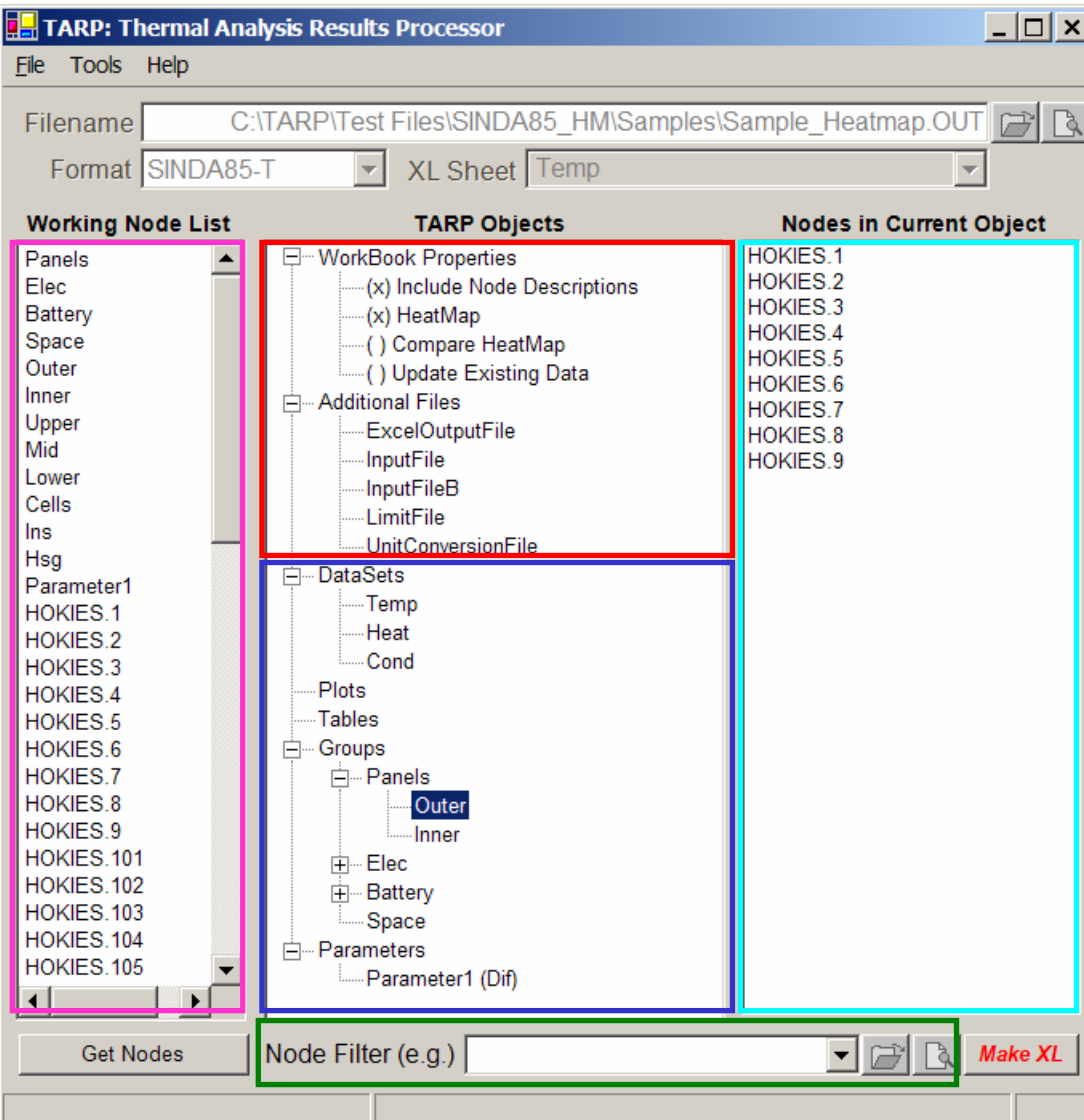 TARP: Thermal Analysis Results Processor
File Tools Help
Filename C:\TARP\Test Files\SINDA85_HM\Samples\Sample_Heatmap.OUT
Format SINDA85-T XL Sheet Temp
Working Node List
Panels
Elec
Battery
Space
Outer
Inner
Upper
Mid
Lower
Cells
Ins
Hsg
Parameter1
HOKIES.1
HOKIES.2
HOKIES.3
HOKIES.4
HOKIES.5
HOKIES.6
HOKIES.7
HOKIES.8
HOKIES.9
HOKIES.101
HOKIES.102
HOKIES.103
HOKIES.104
HOKIES.105
TARP Objects
WorkBook Properties
(x) Include Node Descriptions
(x) HeatMap
( ) Compare HeatMap
( ) Update Existing Data
Additional Files
ExcelOutputFile
InputFile
InputFileB
LimitFile
UnitConversionFile
DataSets
Temp
Heat
Cond
Plots
Tables
Groups
Panels
Outer
Inner
Elec
Battery
Space
Parameters
Parameter1 (Dif)
Nodes in Current Object
HOKIES.1
HOKIES.2
HOKIES.3
HOKIES.4
HOKIES.5
HOKIES.6
HOKIES.7
HOKIES.8
HOKIES.9
Get Nodes
Node Filter (e.g.)
Make XL